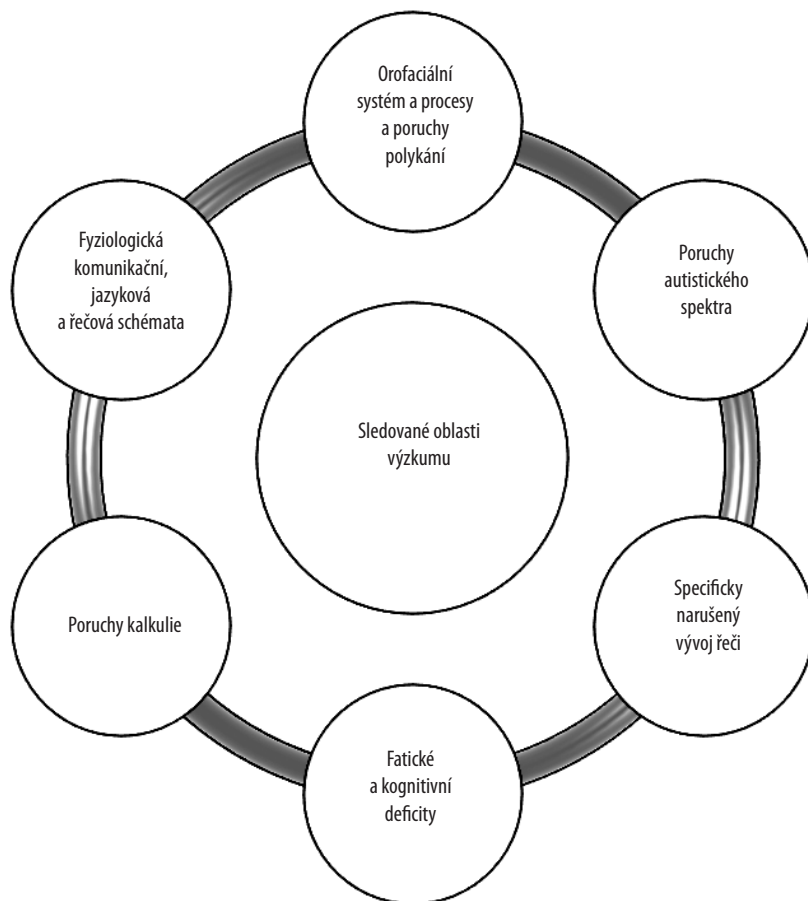 Orofaciální
systém a procesy
a poruchy
polykání
Poruchy
autistického
spektra
Specificky
narušený
vývoj řeči
Fatické
a kognitivní
deficity
Poruchy kalkulie
Fyziologická
komunikační,
jazyková
a řečová schémata
Sledované oblasti
výzkumu